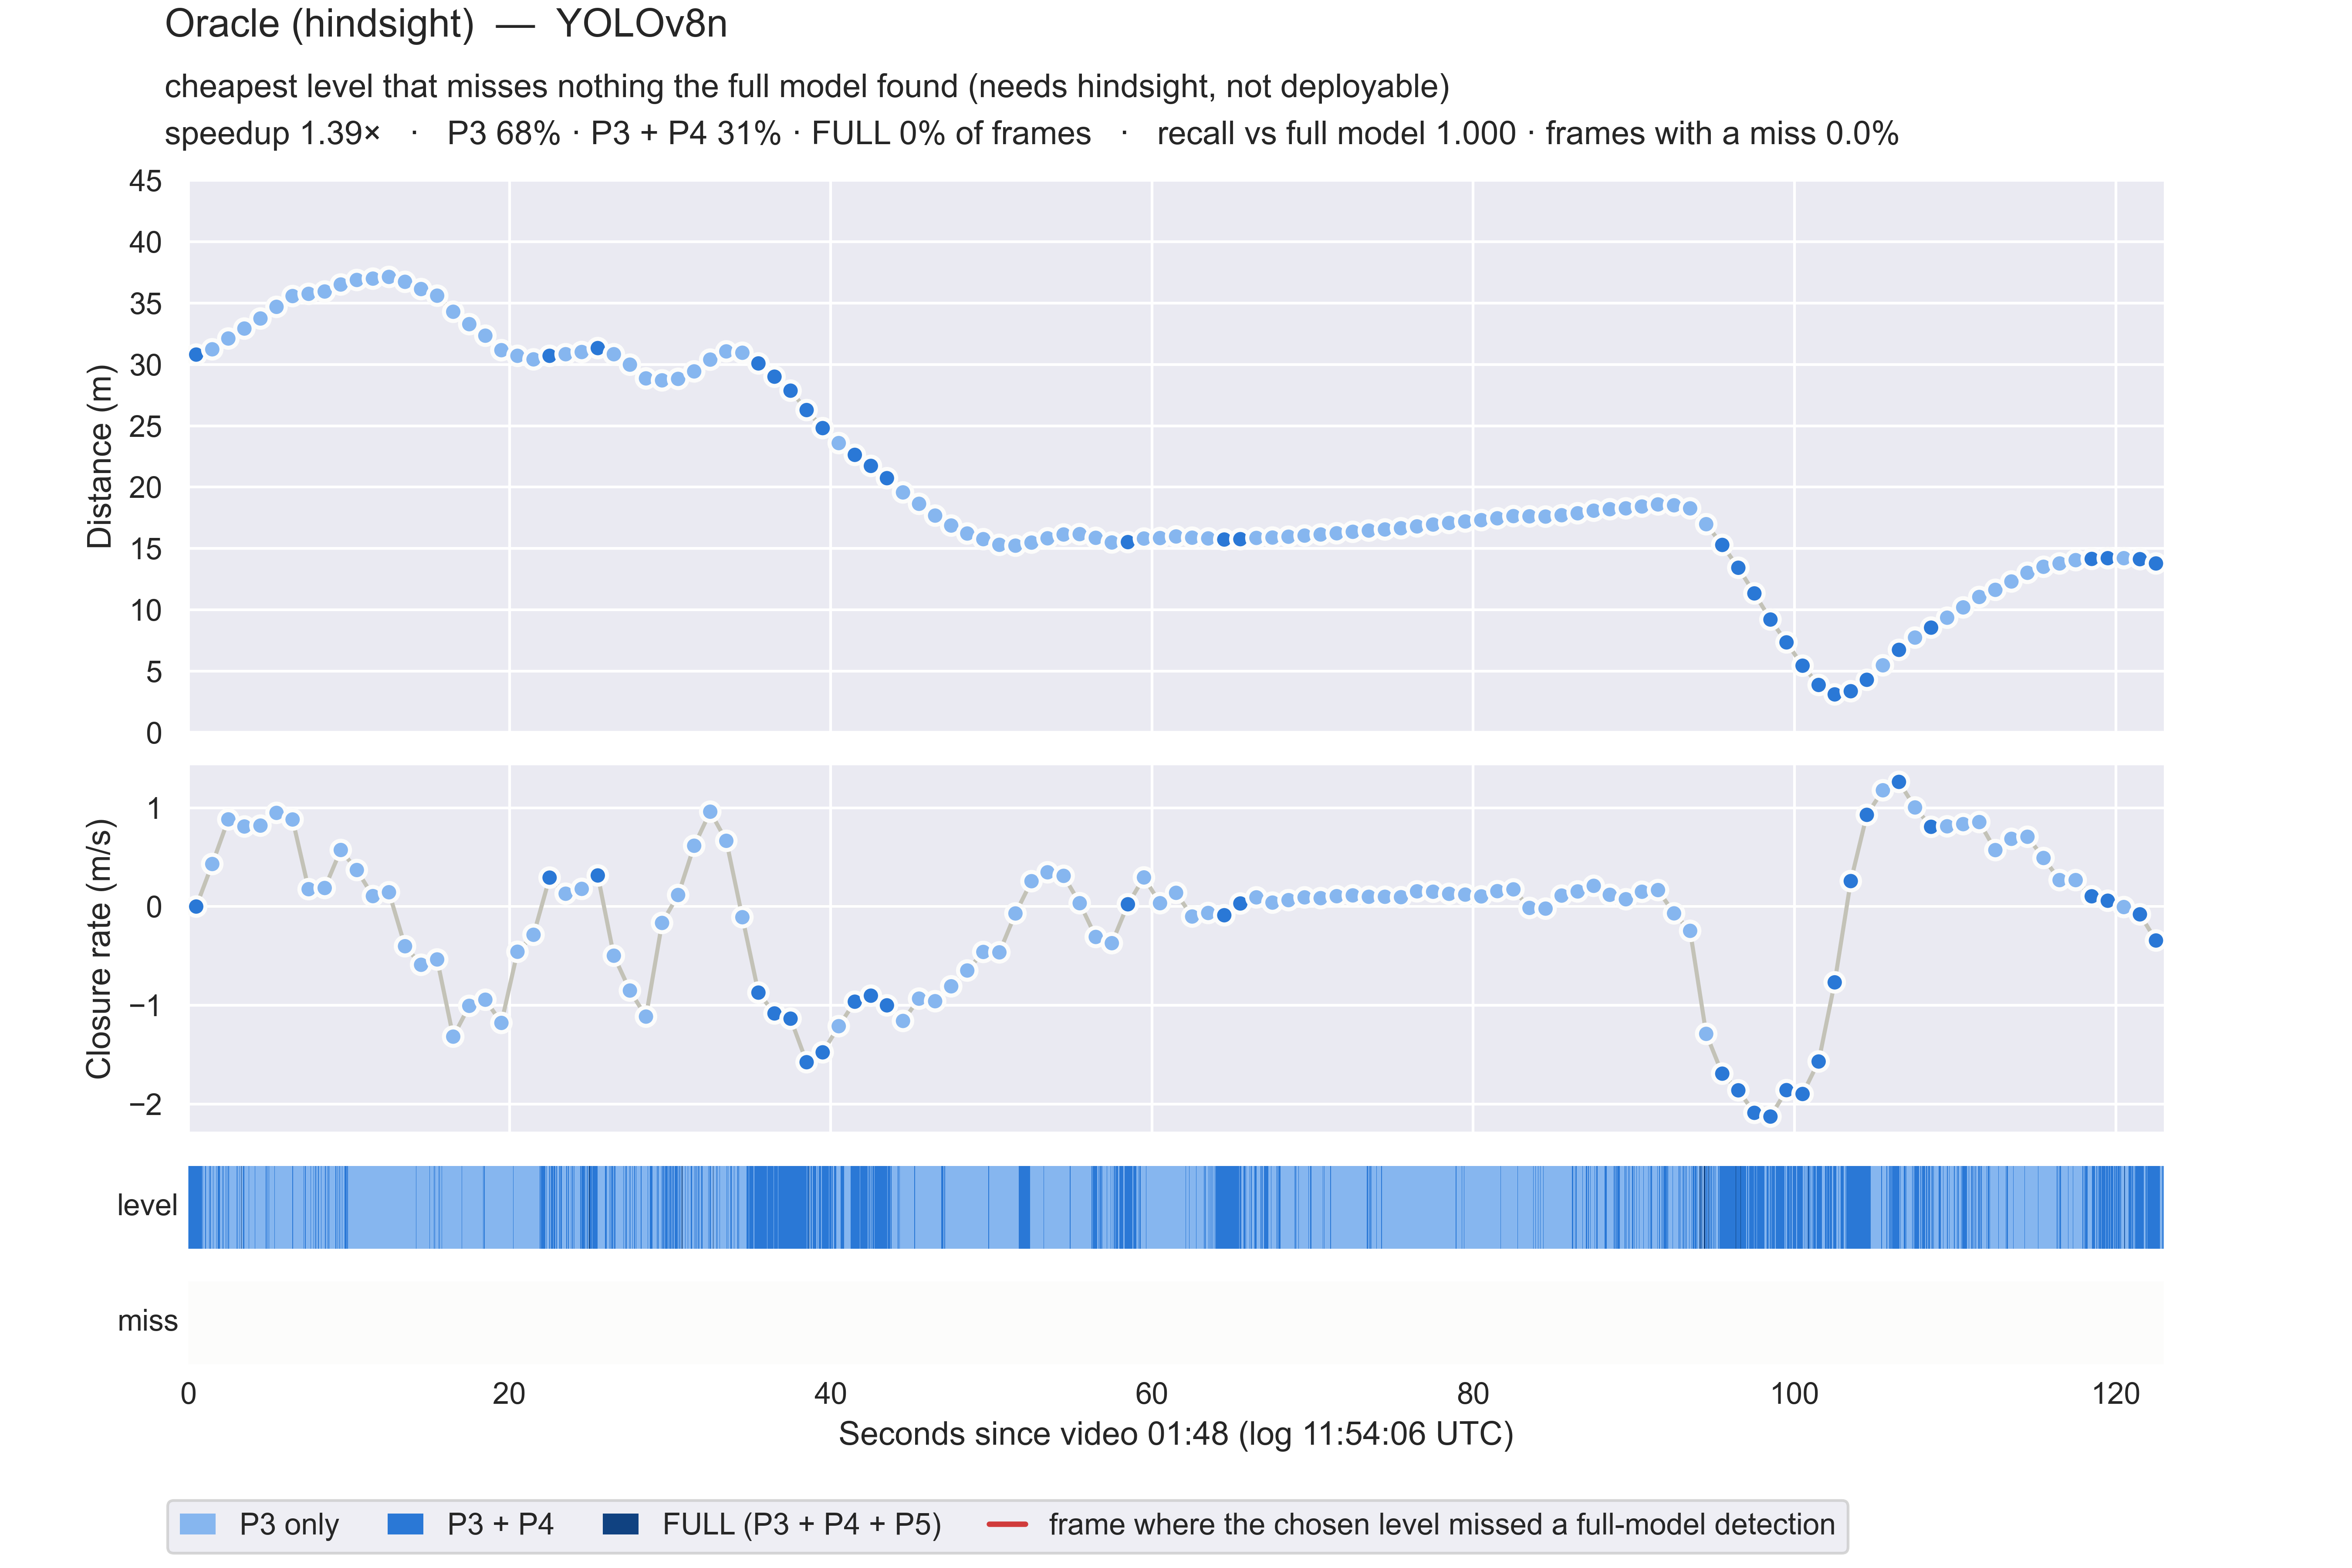 Oracle (hindsight) — YOLOv8n
cheapest level that misses nothing the full model found (needs hindsight, not deployable)
speedup 1.39× · P3 68% · P3 + P4 31% · FULL 0% of frames · recall vs full model 1.000 · frames with a miss 0.0%
45
40
35
30
25
20
15
10
5
0
Distance (m)
1
0
−1
−2
Closure rate (m/s)
level
miss
0 20 40 60 80 100 120
Seconds since video 01:48 (log 11:54:06 UTC)
P3 only P3 + P4 FULL (P3 + P4 + P5) frame where the chosen level missed a full-model detection